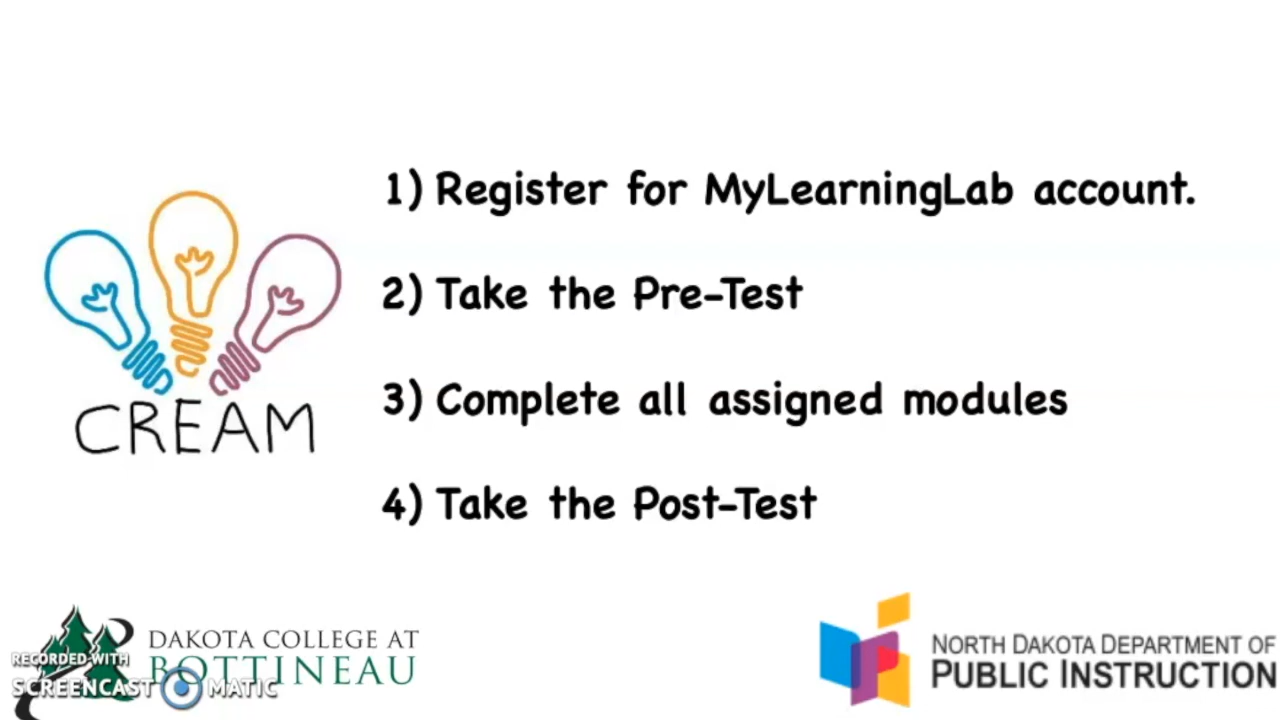 1) Register for MyLearningLab account.
2) Take the Pre-Test
3) Complete all assigned modules
4) Take the Post-Test
CREAM
DAKOTA COLLEGE AT
BOTTINEAU
RECORDED WITH
SCREENCAST MATIC
NORTH DAKOTA DEPARTMENT OF
PUBLIC INSTRUCTION